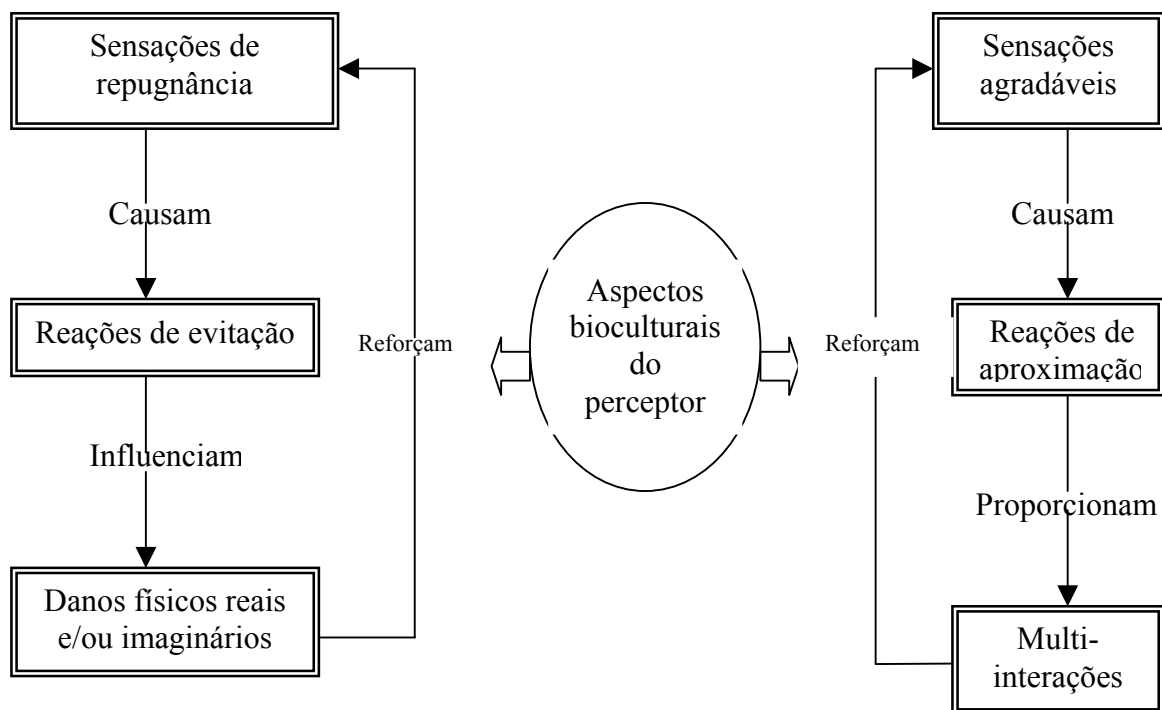 Sensações de
repugnância
Causam
Reações de evitação
Influenciam
Danos físicos reais
e/ou imaginários
Reforçam
Aspectos
bioculturais
do
perceptor
Reforçam
Sensações
agradáveis
Causam
Reações de
aproximação
Proporcionam
Multi-
interações